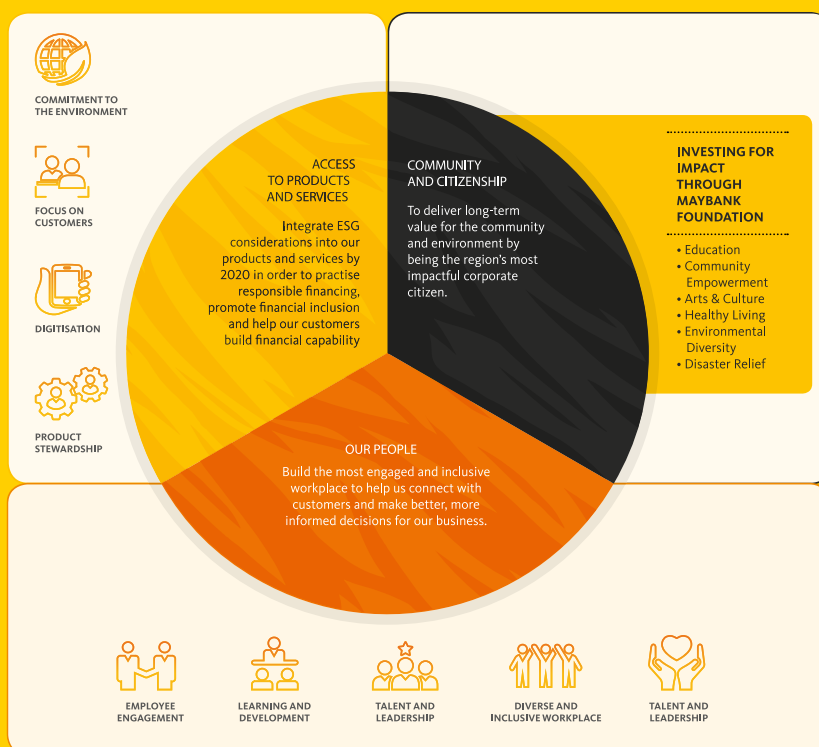 COMMITMENT TO
THE ENVIRONMENT
FOCUS ON
CUSTOMERS
DIGITISATION
PRODUCT
STEWARDSHIP
ACCESS
TO PRODUCTS
AND SERVICES
Integrate ESG
considerations into our
products and services by
2020 in order to practise
responsible financing,
promote financial inclusion
and help our customers
build financial capability
COMMUNITY
AND CITIZENSHIP
To deliver long-term
value for the community
and environment by
being the region's most
impactful corporate
citizen.
INVESTING FOR
IMPACT
THROUGH
MAYBANK
FOUNDATION
• Education
• Community
Empowerment
• Arts & Culture
• Healthy Living
• Environmental
Diversity
• Disaster Relief
OUR PEOPLE
Build the most engaged and inclusive
workplace to help us connect with
customers and make better, more
informed decisions for our business.
EMPLOYEE
ENGAGEMENT
LEARNING AND
DEVELOPMENT
TALENT AND
LEADERSHIP
DIVERSE AND
INCLUSIVE WORKPLACE
TALENT AND
LEADERSHIP